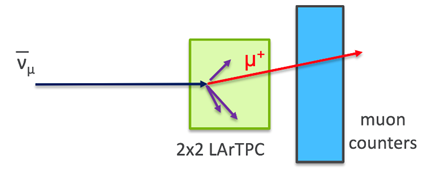 ν̅μ
μ⁺
2x2 LArTPC
muon
counters